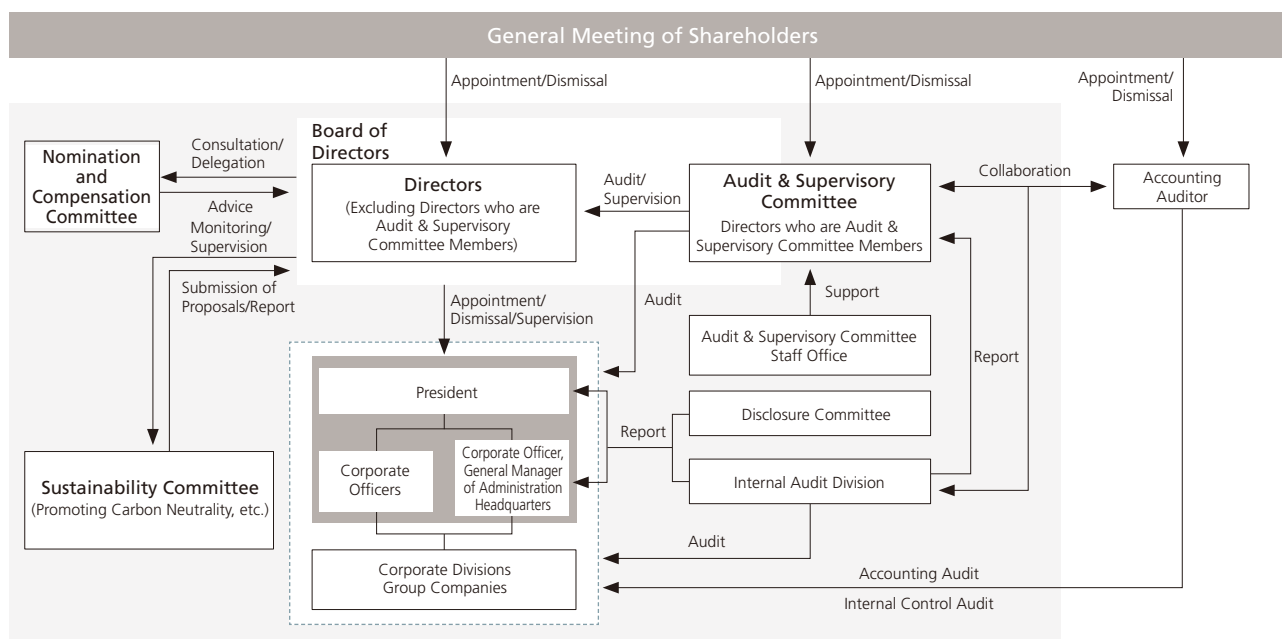 General Meeting of Shareholders
Appointment/Dismissal
Appointment/Dismissal
Appointment/
Dismissal
Board of
Directors
Nomination
and
Compensation
Committee
Consultation/
Delegation
Advice
Monitoring/
Supervision
Submission of
Proposals/Report
Directors
(Excluding Directors who are
Audit & Supervisory
Committee Members)
Audit/
Supervision
Audit & Supervisory
Committee
Directors who are Audit &
Supervisory Committee Members
Collaboration
Accounting
Auditor
Appointment/
Dismissal/Supervision
Audit
Support
Audit & Supervisory Committee
Staff Office
Report
President
Disclosure Committee
Report
Corporate
Officers
Corporate Officer,
General Manager
of Administration
Headquarters
Internal Audit Division
Sustainability Committee
(Promoting Carbon Neutrality, etc.)
Audit
Corporate Divisions
Group Companies
Accounting Audit
Internal Control Audit